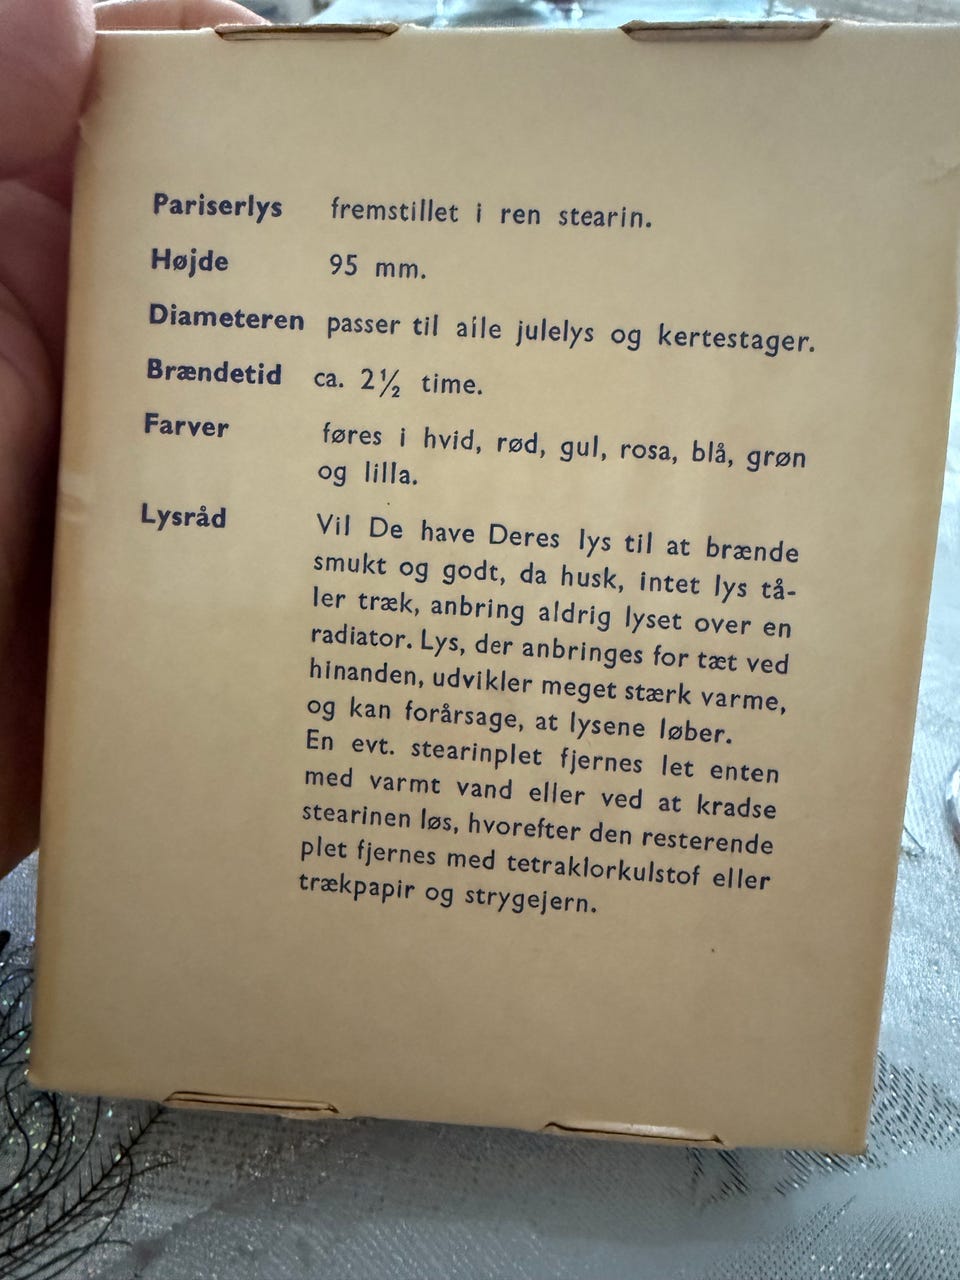 Pariserlys fremstillet i ren stearin.
Højde 95 mm.
Diameteren passer til alle julelys og kertestager.
Brændetid ca. 2½ time.
Farver føres i hvid, rød, gul, rosa, blå, grøn
og lilla.
Lysråd Vil De have Deres lys til at brænde
smukt og godt, da husk, intet lys tå-
ler træk, anbring aldrig lyset over en
radiator. Lys, der anbringes for tæt ved
hinanden, udvikler meget stærk varme,
og kan forårsage, at lysene løber.
En evt. stearinplet fjernes let enten
med varmt vand eller ved at kradse
stearinen løs, hvorefter den resterende
plet fjernes med tetraklorkulstof eller
trækpapir og strygejern.